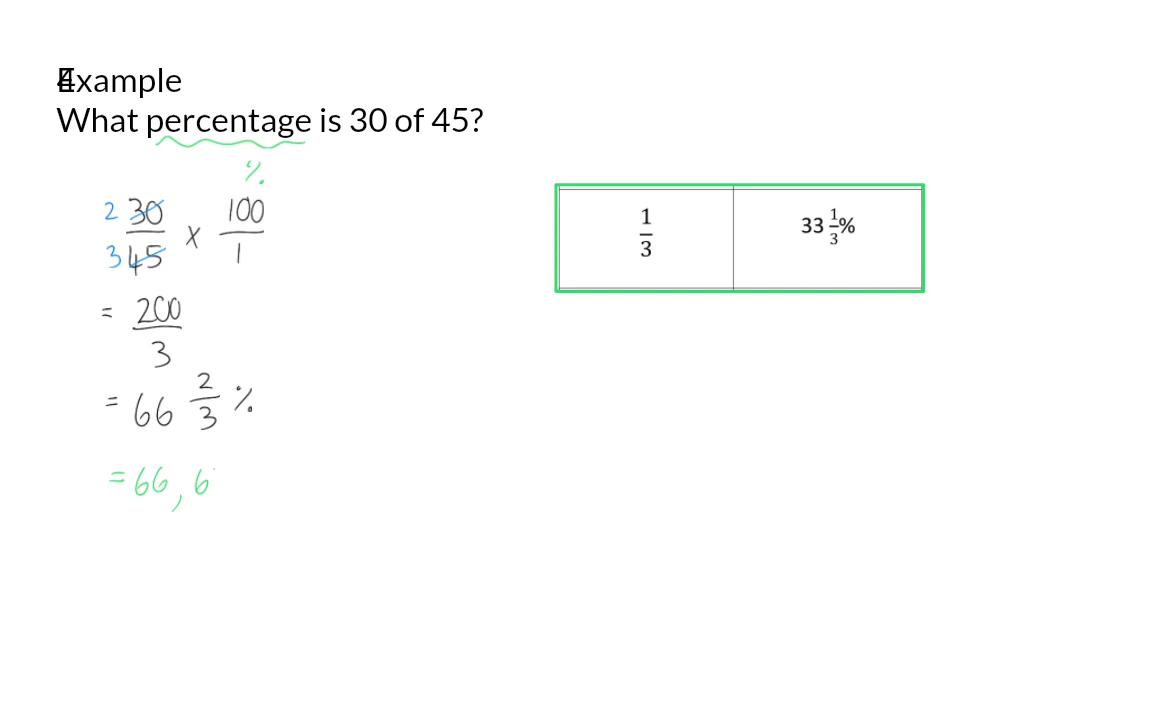 Example 4
What percentage is 30 of 45?
%
2 30 × 100
3 45 1
= 200
3
= 66 2/3 %
= 66,6
1/3 33 1/3%